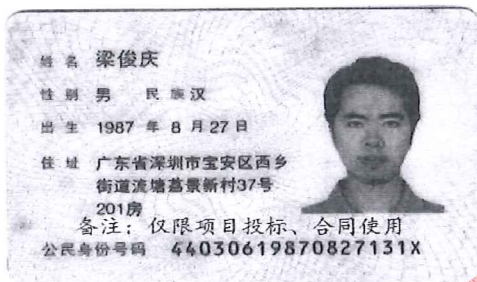 姓名 梁俊庆
性别 男 民族 汉
出生 1987 年 8 月 27 日
住址 广东省深圳市宝安区西乡
街道流塘荔景新村37号
201房
备注：仅限项目投标、合同使用
公民身份号码 44030619870827131X